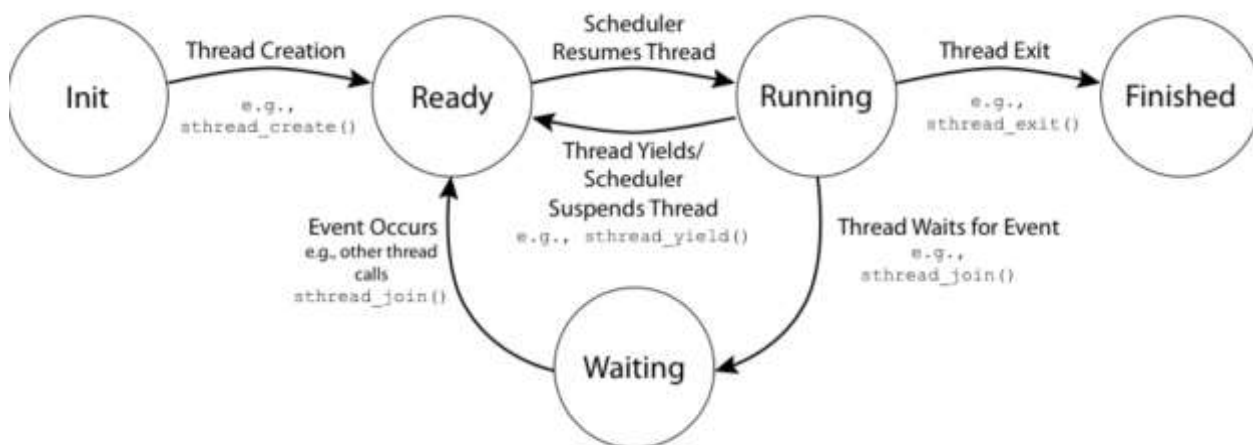 Init
Thread Creation
e.g.,
sthread_create()
Ready
Scheduler
Resumes Thread
Thread Yields/
Scheduler
Suspends Thread
e.g., sthread_yield()
Running
Thread Exit
e.g.,
sthread_exit()
Finished
Event Occurs
e.g., other thread
calls
sthread_join()
Thread Waits for Event
e.g.,
sthread_join()
Waiting